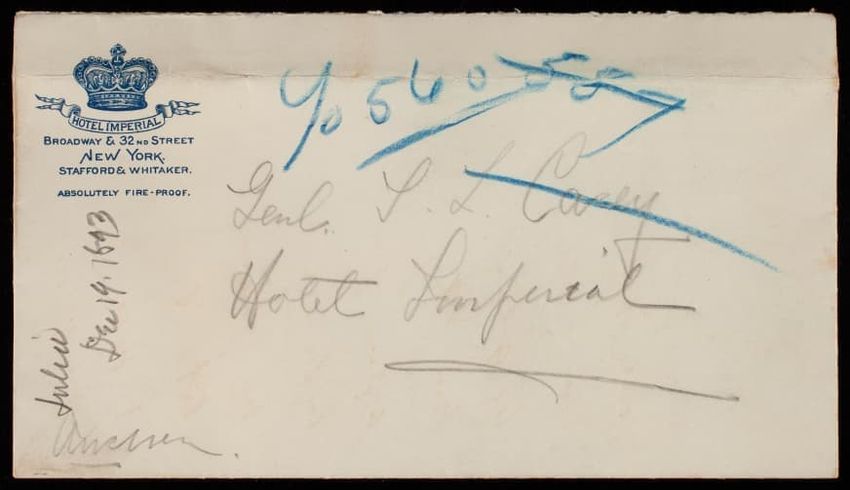 HOTEL IMPERIAL
BROADWAY & 32ND STREET
NEW YORK.
STAFFORD & WHITAKER.
ABSOLUTELY FIRE-PROOF.
Genl. T. L. Casey
Hotel Imperial
Julii
Dec 19. 1893